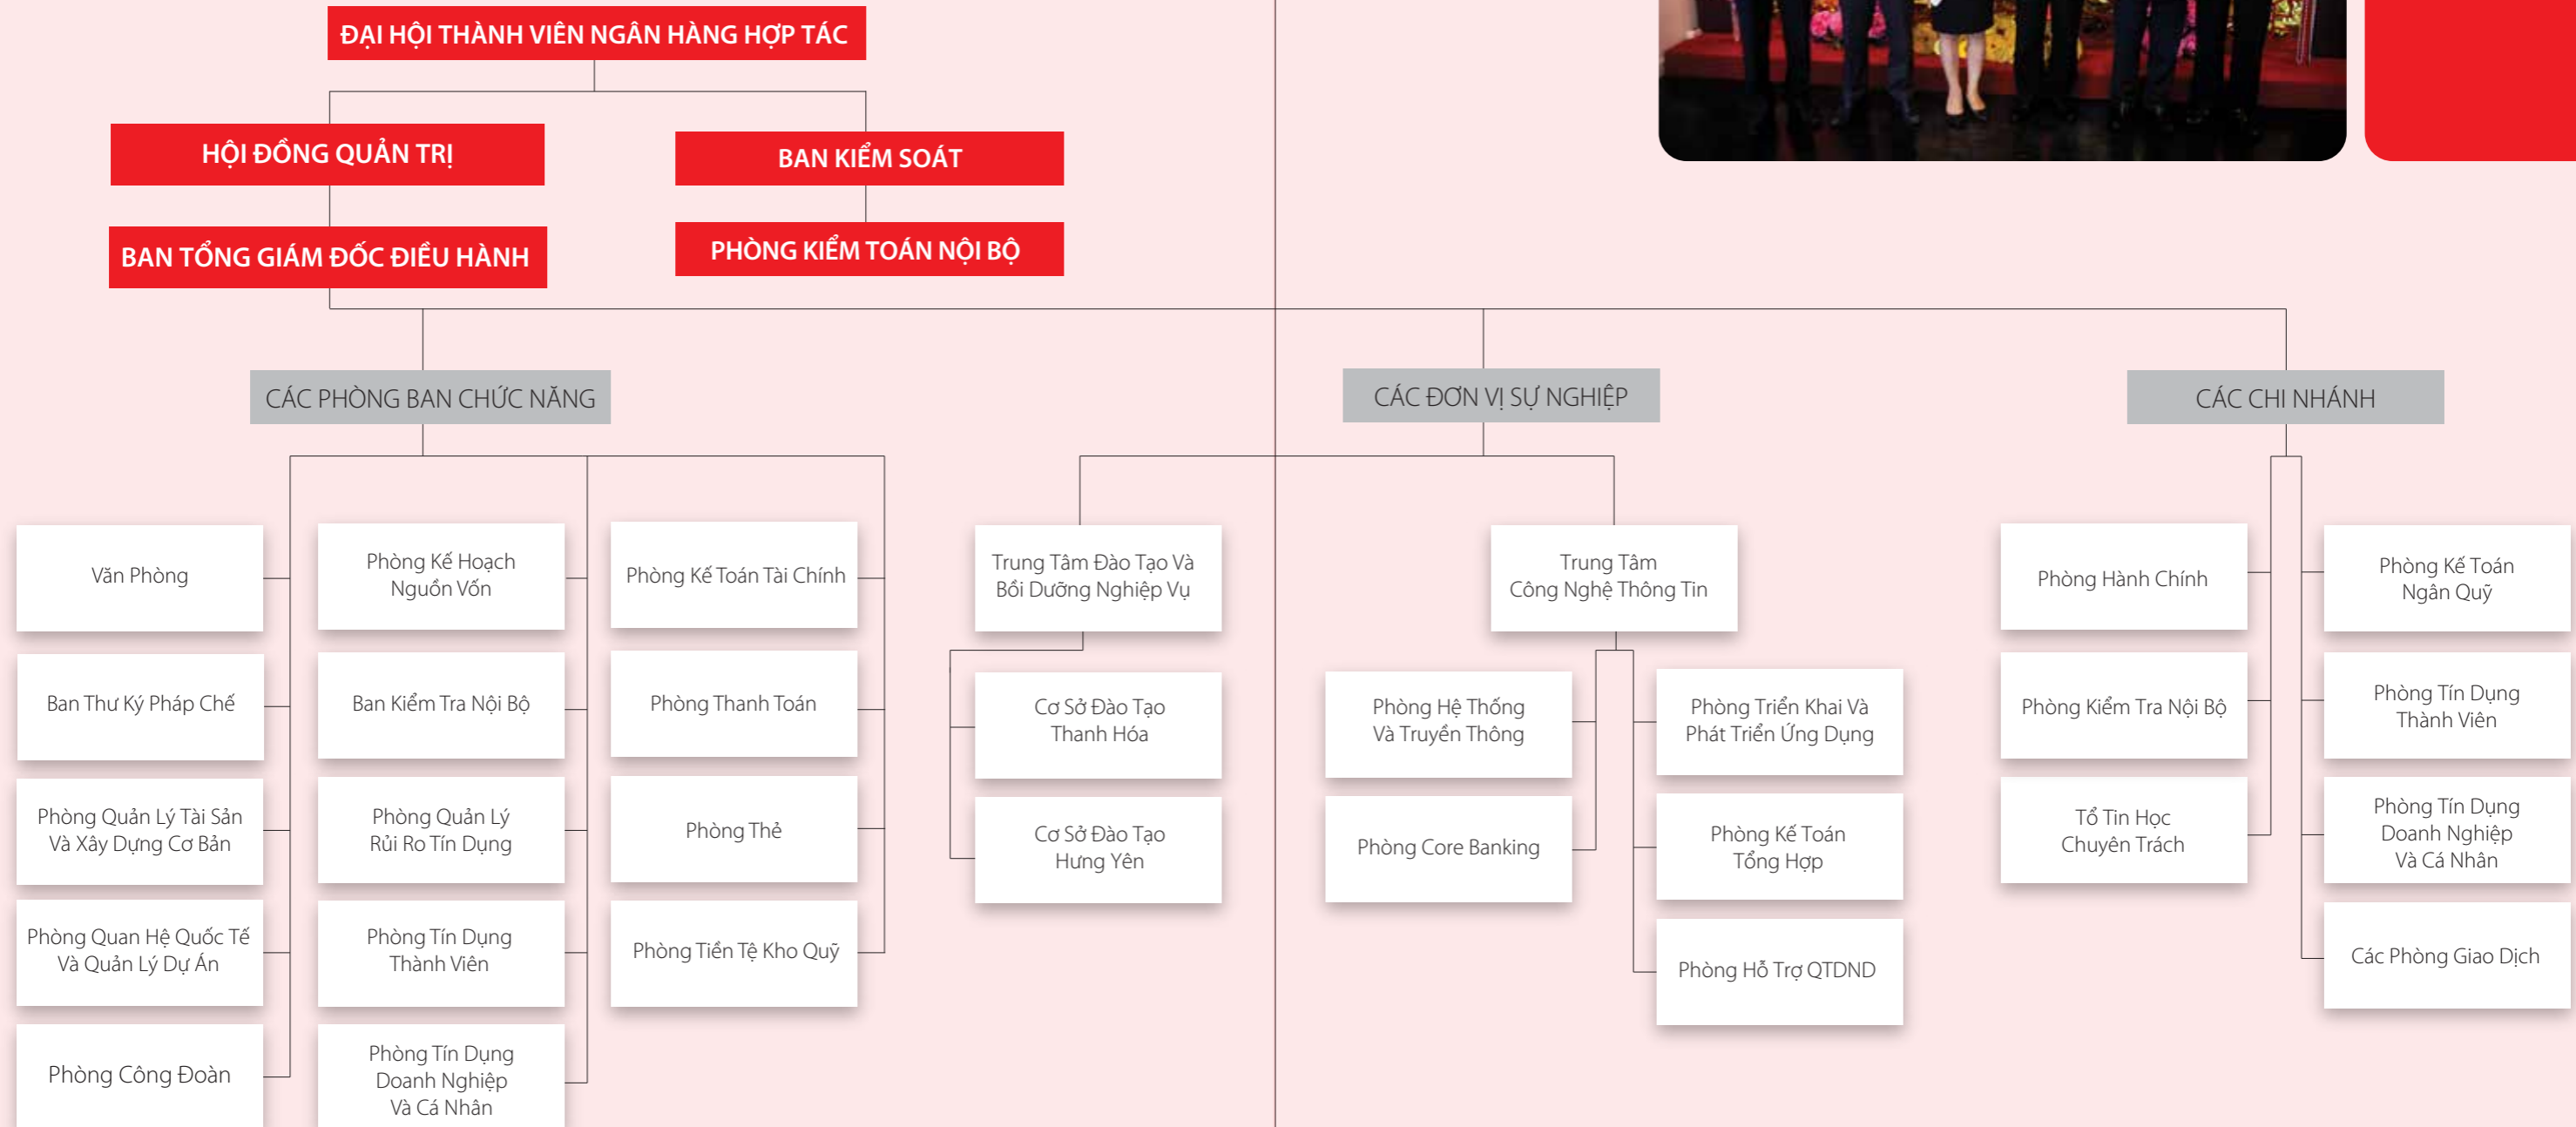 ĐẠI HỘI THÀNH VIÊN NGÂN HÀNG HỢP TÁC
HỘI ĐỒNG QUẢN TRỊ
BAN KIỂM SOÁT
BAN TỔNG GIÁM ĐỐC ĐIỀU HÀNH
PHÒNG KIỂM TOÁN NỘI BỘ
CÁC PHÒNG BAN CHỨC NĂNG
Văn Phòng
Ban Thư Ký Pháp Chế
Phòng Quản Lý Tài Sản
Và Xây Dựng Cơ Bản
Phòng Quan Hệ Quốc Tế
Và Quản Lý Dự Án
Phòng Công Đoàn
Phòng Kế Hoạch
Nguồn Vốn
Ban Kiểm Tra Nội Bộ
Phòng Quản Lý
Rủi Ro Tín Dụng
Phòng Tín Dụng
Thành Viên
Phòng Tín Dụng
Doanh Nghiệp
Và Cá Nhân
Phòng Kế Toán Tài Chính
Phòng Thanh Toán
Phòng Thẻ
Phòng Tiền Tệ Kho Quỹ
CÁC ĐƠN VỊ SỰ NGHIỆP
Trung Tâm Đào Tạo Và
Bồi Dưỡng Nghiệp Vụ
Cơ Sở Đào Tạo
Thanh Hóa
Cơ Sở Đào Tạo
Hưng Yên
Trung Tâm
Công Nghệ Thông Tin
Phòng Hệ Thống
Và Truyền Thông
Phòng Core Banking
Phòng Triển Khai Và
Phát Triển Ứng Dụng
Phòng Kế Toán
Tổng Hợp
Phòng Hỗ Trợ QTDND
CÁC CHI NHÁNH
Phòng Hành Chính
Phòng Kiểm Tra Nội Bộ
Tổ Tin Học
Chuyên Trách
Phòng Kế Toán
Ngân Quỹ
Phòng Tín Dụng
Thành Viên
Phòng Tín Dụng
Doanh Nghiệp
Và Cá Nhân
Các Phòng Giao Dịch